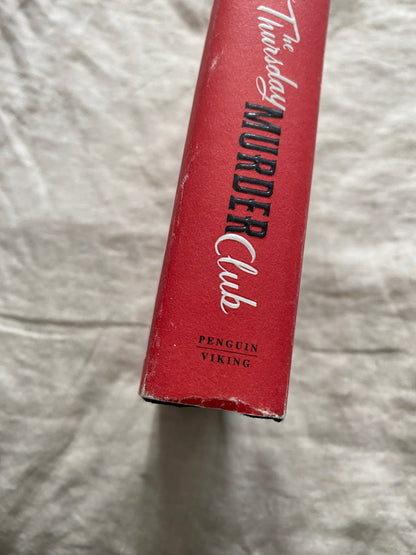 The Thursday MURDER Club
PENGUIN
VIKING